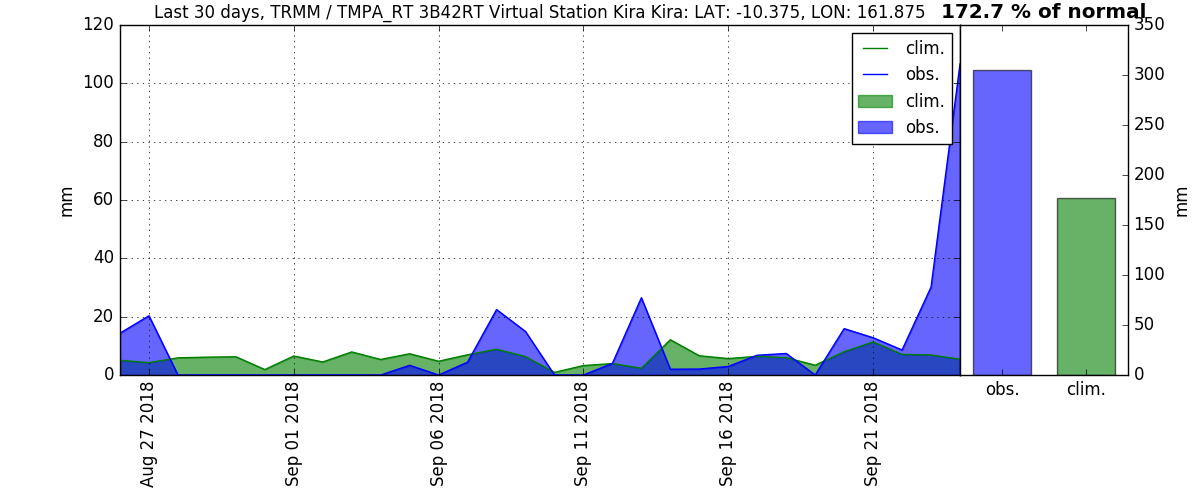 Last 30 days, TRMM / TMPA_RT 3B42RT Virtual Station Kira Kira: LAT: -10.375, LON: 161.875
172.7 % of normal
120
100
80
60
40
20
0
mm
clim.
obs.
clim.
obs.
350
300
250
200
150
100
50
0
mm
Aug 27 2018
Sep 01 2018
Sep 06 2018
Sep 11 2018
Sep 16 2018
Sep 21 2018
obs.
clim.